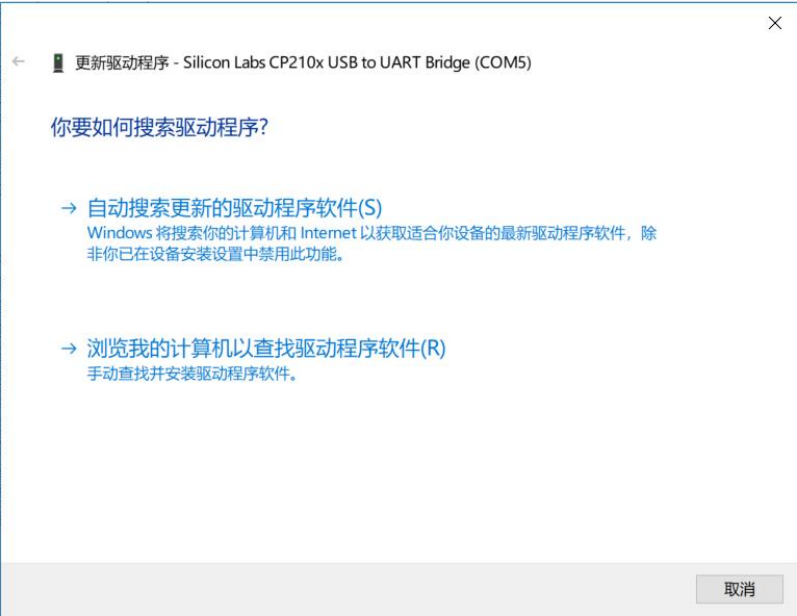 更新驱动程序 - Silicon Labs CP210x USB to UART Bridge (COM5)
你要如何搜索驱动程序?
自动搜索更新的驱动程序软件(S)
Windows 将搜索你的计算机和 Internet 以获取适合你设备的最新驱动程序软件，除
非你已在设备安装设置中禁用此功能。
浏览我的计算机以查找驱动程序软件(R)
手动查找并安装驱动程序软件。
取消